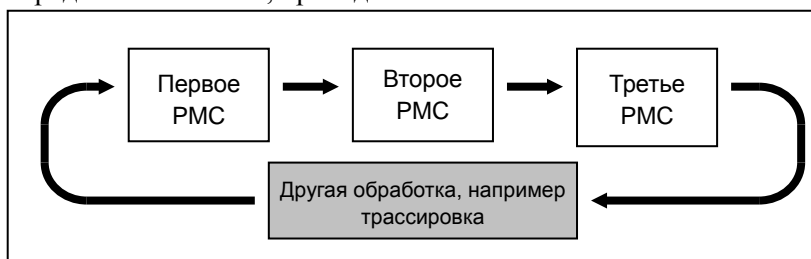 Первое
РМС
Второе
РМС
Третье
РМС
Другая обработка, например
трассировка